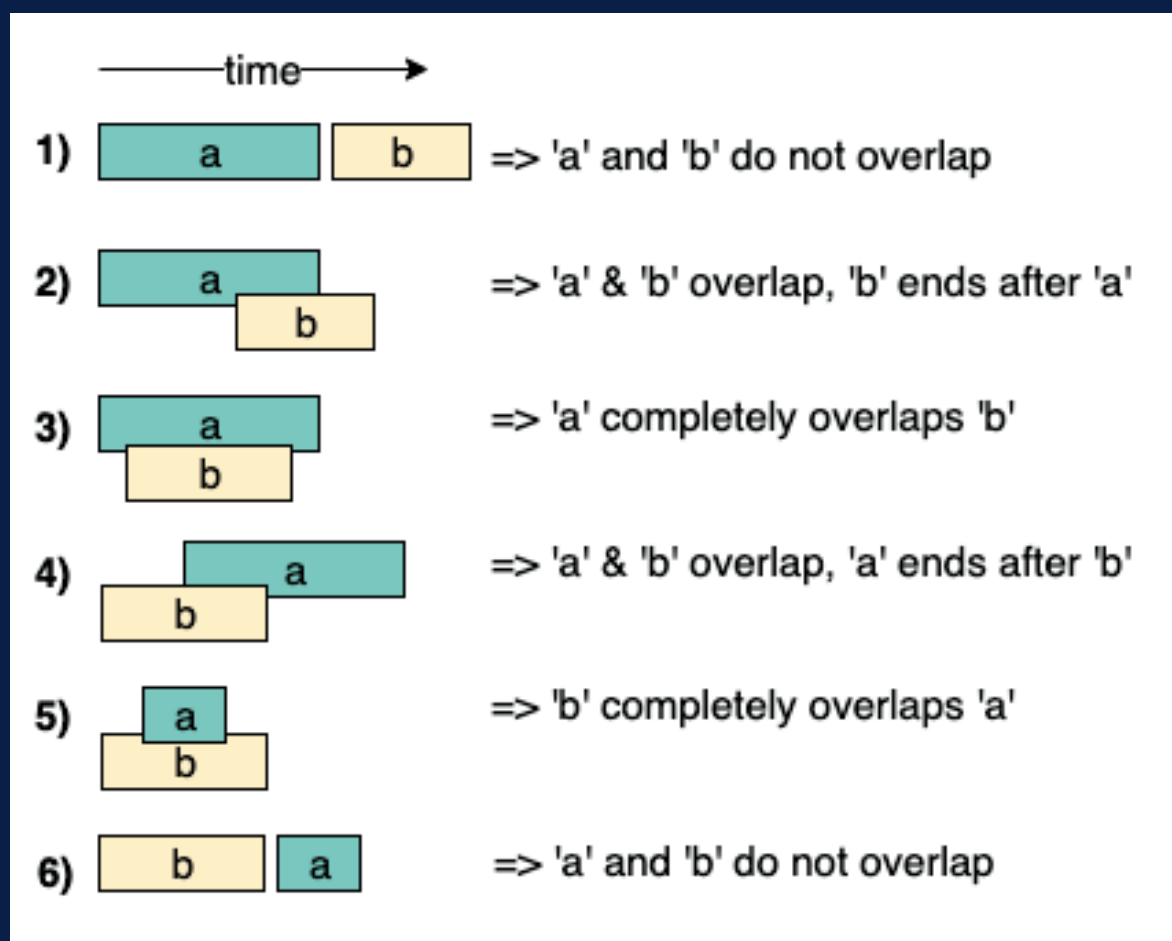 time
1) a b => 'a' and 'b' do not overlap
2) a => 'a' & 'b' overlap, 'b' ends after 'a'
b
3) a => 'a' completely overlaps 'b'
b
4) a => 'a' & 'b' overlap, 'a' ends after 'b'
b
5) a => 'b' completely overlaps 'a'
b
6) b a => 'a' and 'b' do not overlap